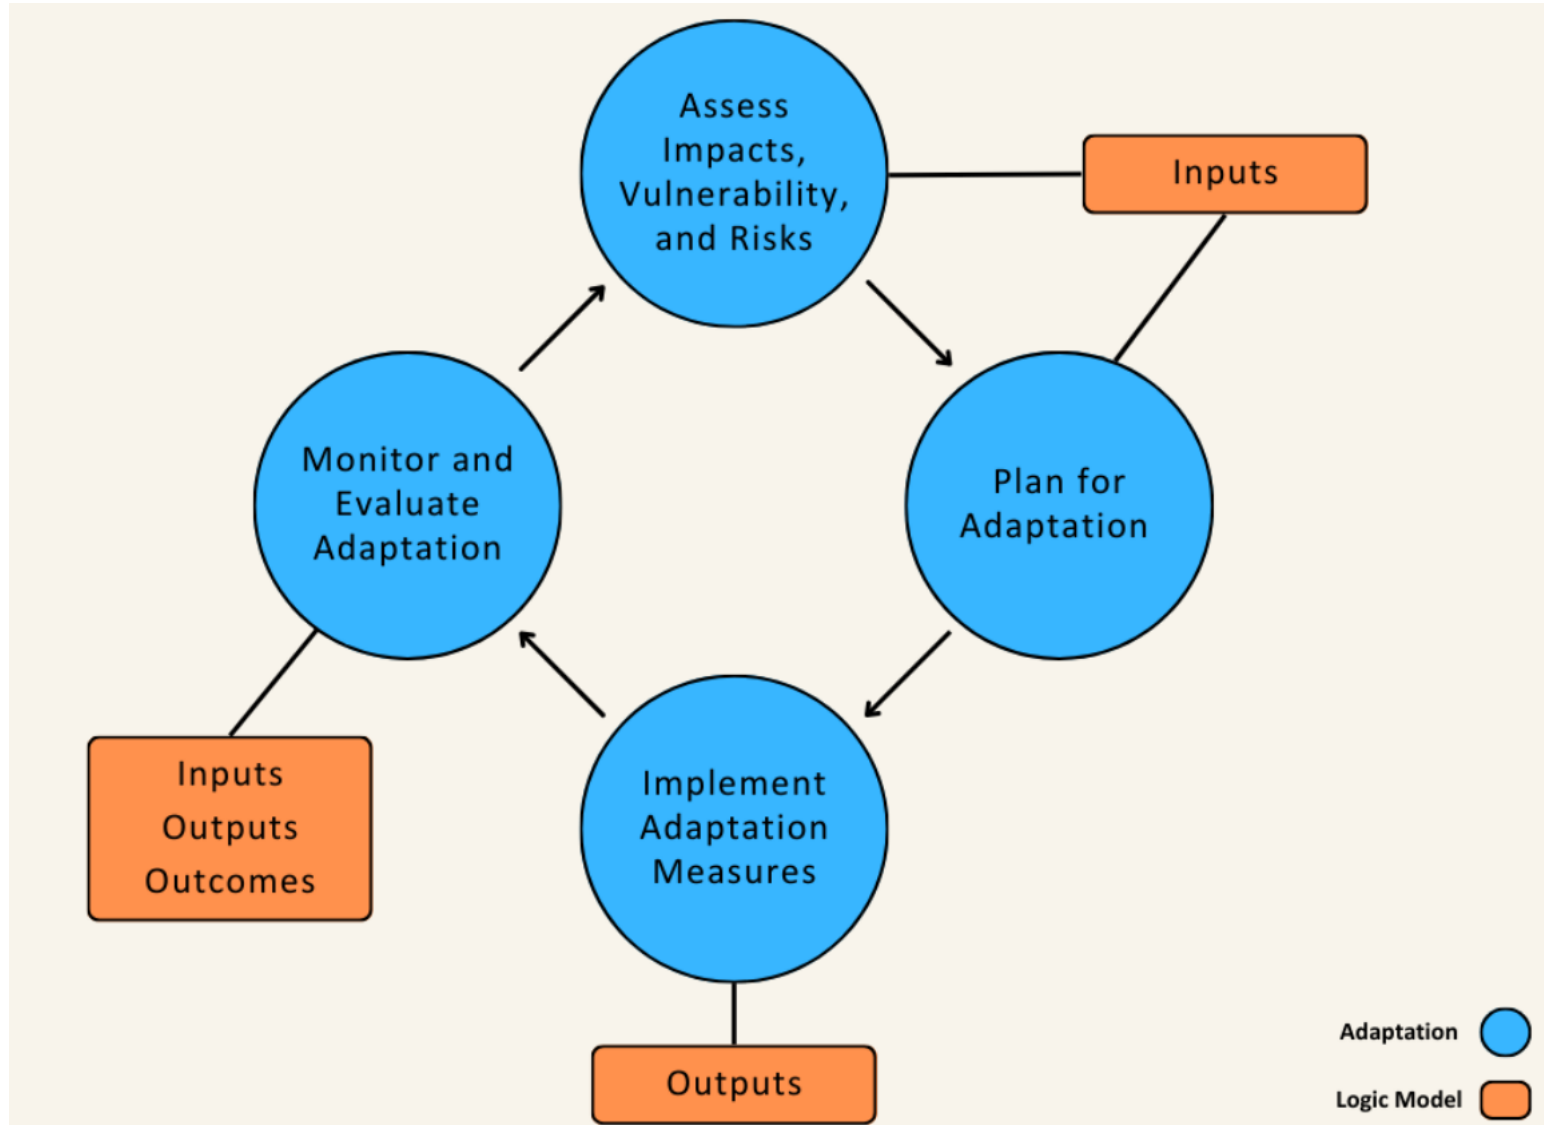 Assess
Impacts,
Vulnerability,
and Risks
Inputs
Monitor and
Evaluate
Adaptation
Plan for
Adaptation
Inputs
Outputs
Outcomes
Implement
Adaptation
Measures
Outputs
Adaptation
Logic Model